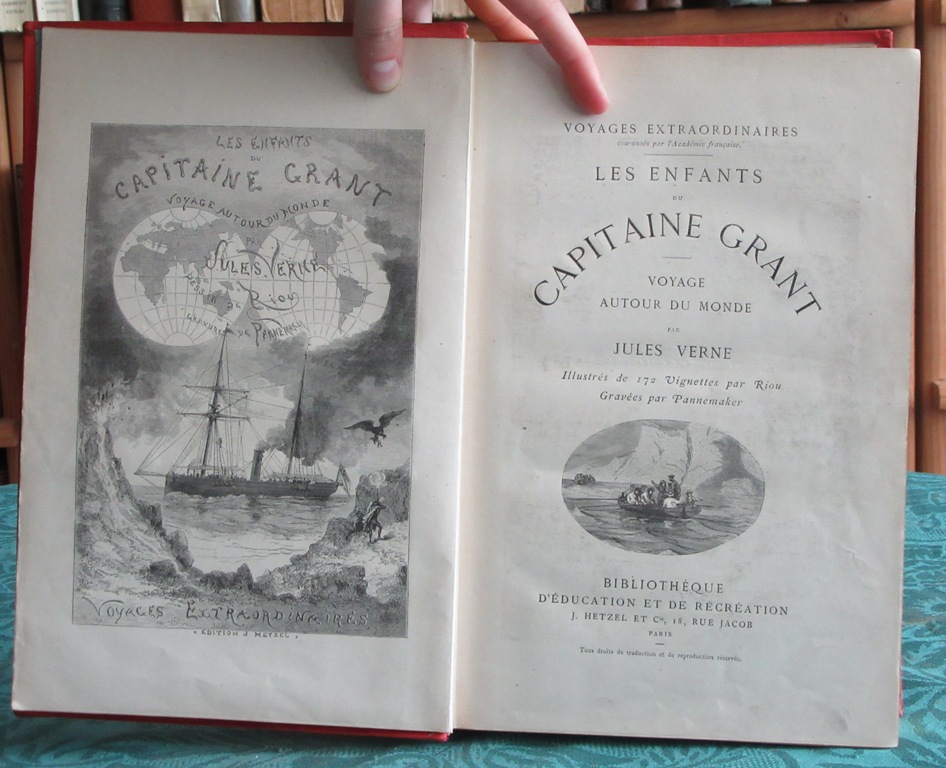 LES ENFANTS
DU
CAPITAINE GRANT
VOYAGE AUTOUR DU MONDE
PAR
JULES VERNE
DESSIN DE
RIOU
GRAVURES DE PANNEMAKER
VOYAGES EXTRAORDINAIRES
• ÉDITION J HETZEL •
VOYAGES EXTRAORDINAIRES
couronnés par l'Académie française.
LES ENFANTS
DU
CAPITAINE GRANT
VOYAGE
AUTOUR DU MONDE
PAR
JULES VERNE
Illustrés de 172 Vignettes par Riou
Gravées par Pannemaker
BIBLIOTHÈQUE
D'ÉDUCATION ET DE RÉCRÉATION
J. HETZEL ET Cie, 18, RUE JACOB
PARIS
Tous droits de traduction et de reproduction réservés.